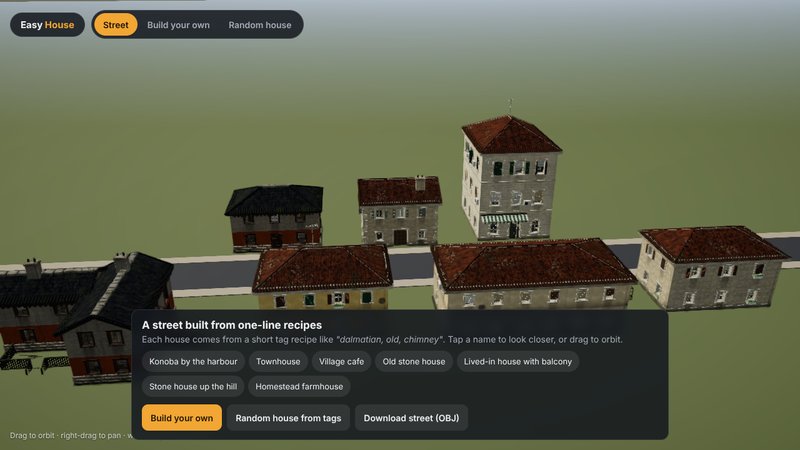 Easy House
Street Build your own Random house
A street built from one-line recipes
Each house comes from a short tag recipe like "dalmatian, old, chimney". Tap a name to look closer, or drag to orbit.
Konoba by the harbour Townhouse Village cafe Old stone house Lived-in house with balcony
Stone house up the hill Homestead farmhouse
Build your own Random house from tags Download street (OBJ)
Drag to orbit · right-drag to pan ·